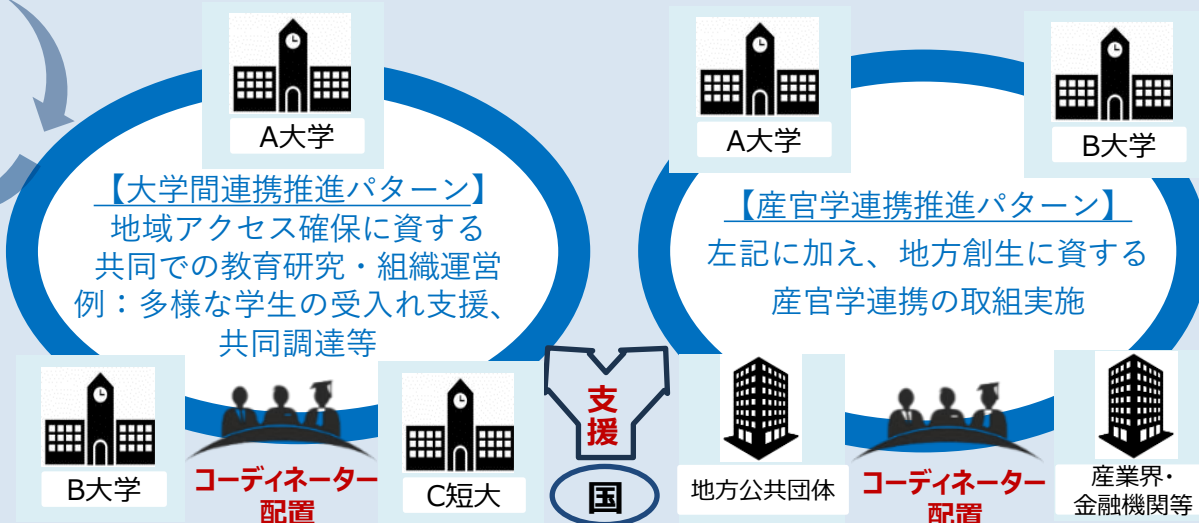 A大学
【大学間連携推進パターン】
地域アクセス確保に資する
共同での教育研究・組織運営
例：多様な学生の受入れ支援、
共同調達等
B大学
コーディネーター
配置
C短大
支
援
国
A大学
B大学
【産官学連携推進パターン】
左記に加え、地方創生に資する
産官学連携の取組実施
地方公共団体
コーディネーター
配置
産業界・
金融機関等